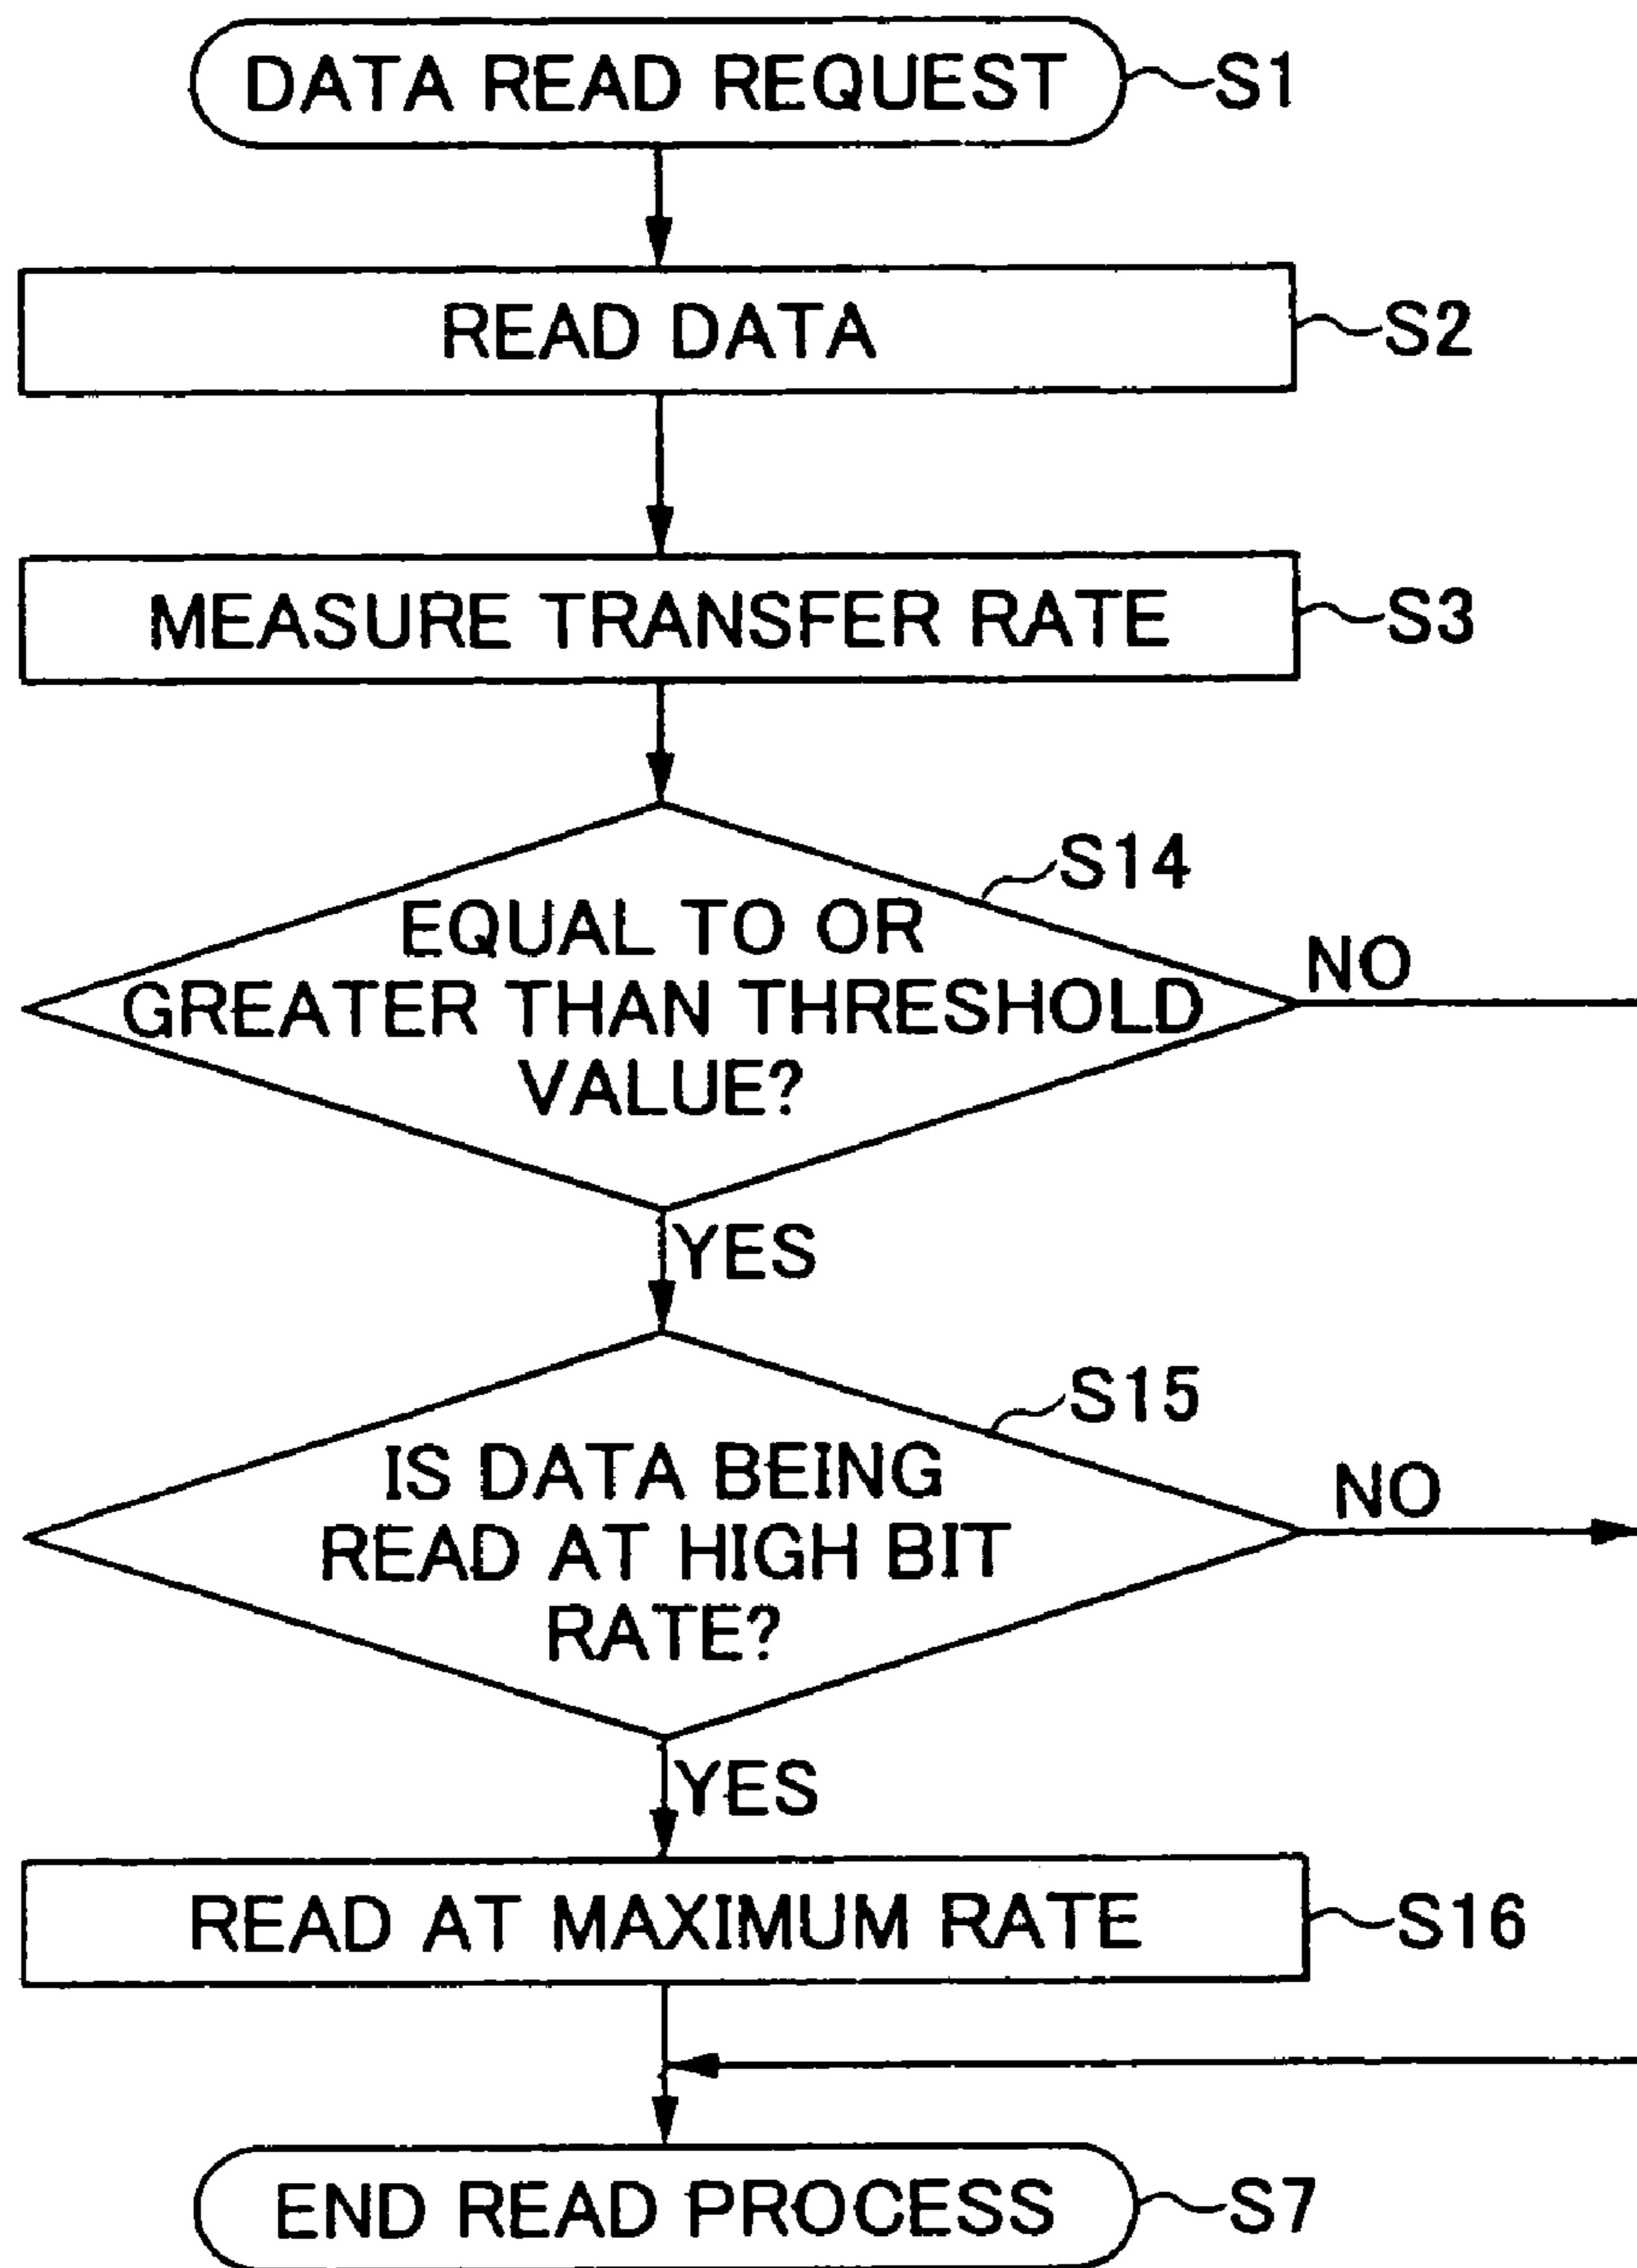 DATA READ REQUEST
S1
READ DATA
S2
MEASURE TRANSFER RATE
S3
S14
EQUAL TO OR
GREATER THAN THRESHOLD
VALUE?
NO
YES
S15
IS DATA BEING
READ AT HIGH BIT
RATE?
NO
YES
READ AT MAXIMUM RATE
S16
END READ PROCESS
S7